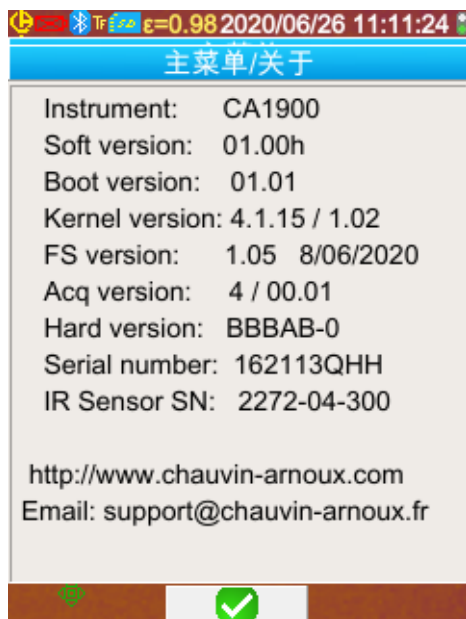 TF ε=0.98 2020/06/26 11:11:24
主菜单/关于
Instrument: CA1900
Soft version: 01.00h
Boot version: 01.01
Kernel version: 4.1.15 / 1.02
FS version: 1.05 8/06/2020
Acq version: 4 / 00.01
Hard version: BBBAB-0
Serial number: 162113QHH
IR Sensor SN: 2272-04-300
http://www.chauvin-arnoux.com
Email: support@chauvin-arnoux.fr